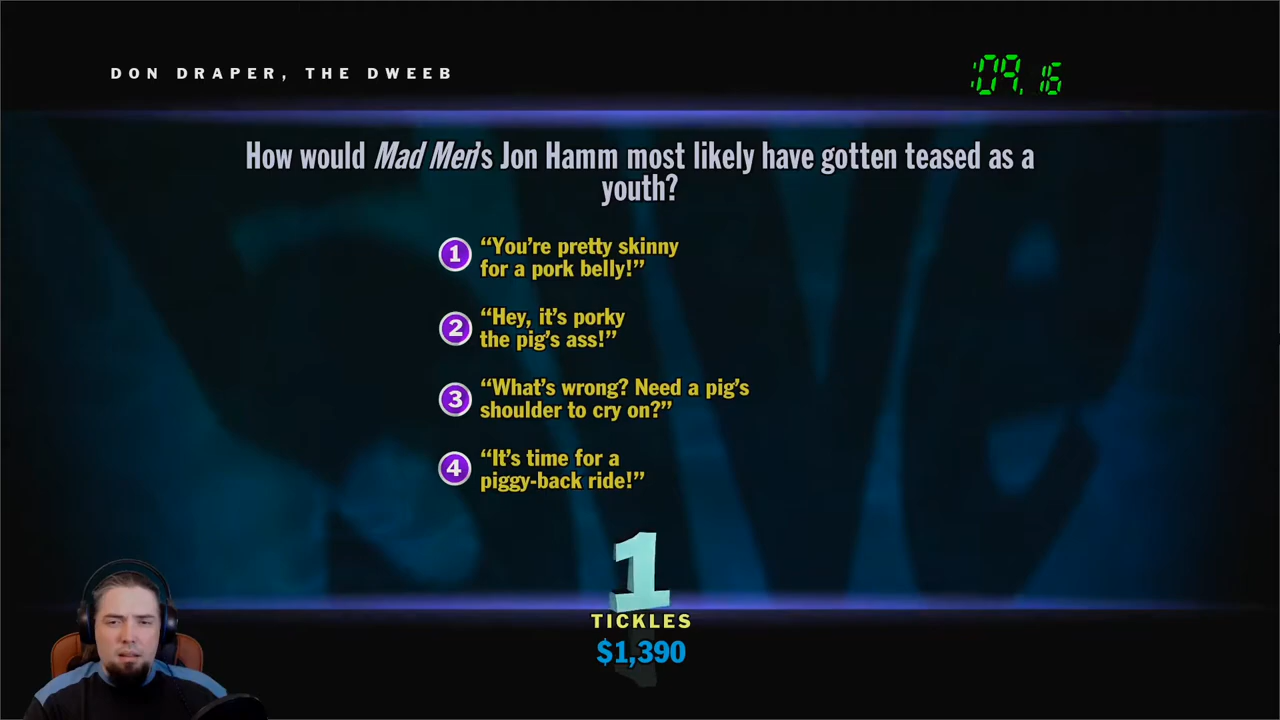 DON DRAPER, THE DWEEB
:09.16
How would Mad Men's Jon Hamm most likely have gotten teased as a
youth?
1 “You're pretty skinny
for a pork belly!”
2 “Hey, it's porky
the pig's ass!”
3 “What's wrong? Need a pig's
shoulder to cry on?”
4 “It's time for a
piggy-back ride!”
1
TICKLES
$1,390